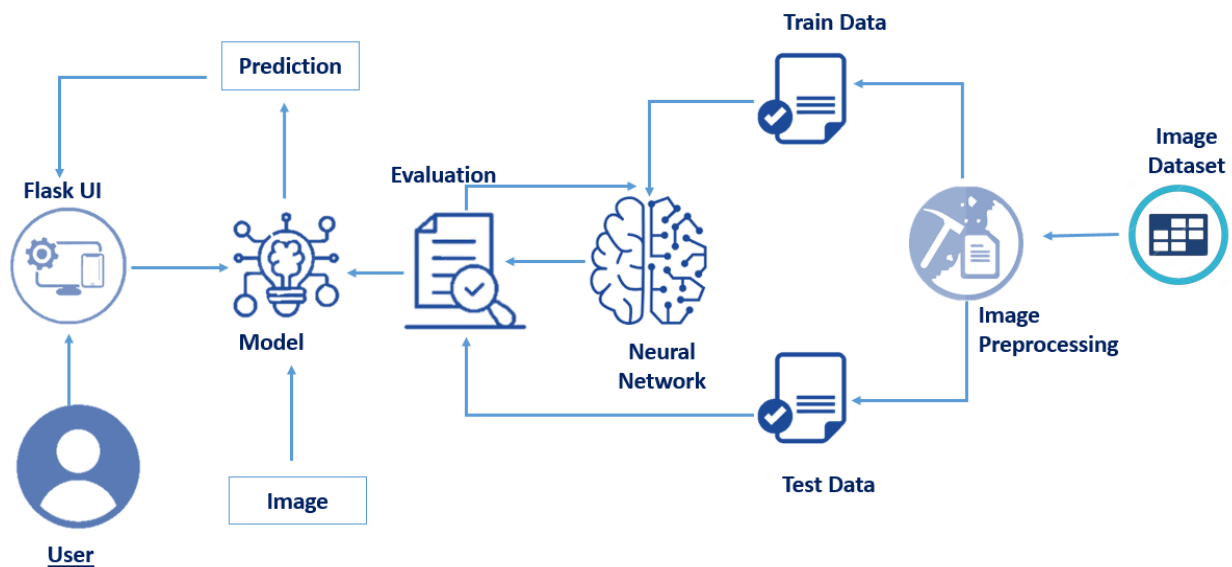 Train Data
Prediction
Image
Dataset
Evaluation
Flask UI
Image
Preprocessing
Model
Neural
Network
Test Data
Image
User